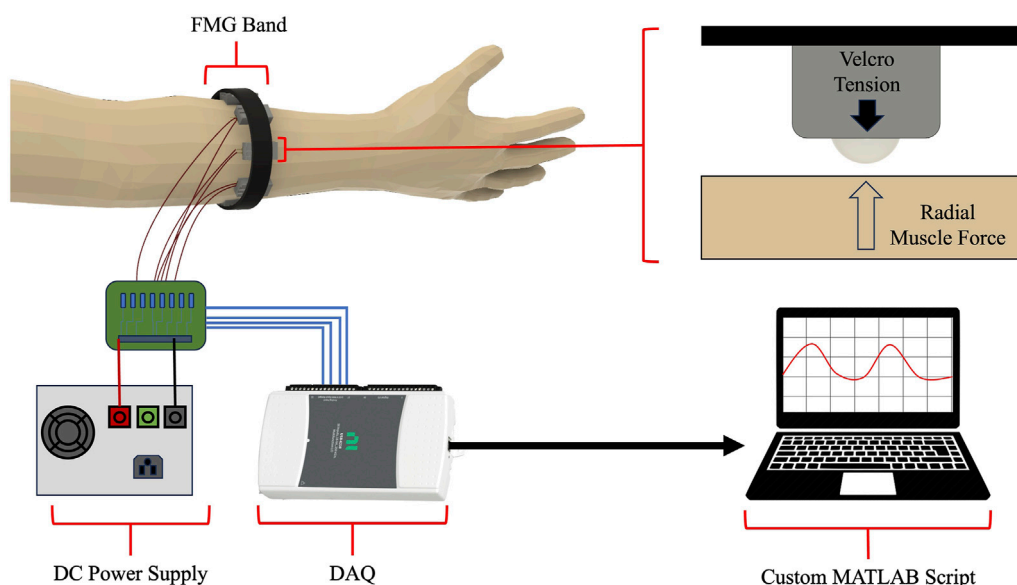 FMG Band
Velcro
Tension
Radial
Muscle Force
DC Power Supply
DAQ
Custom MATLAB Script